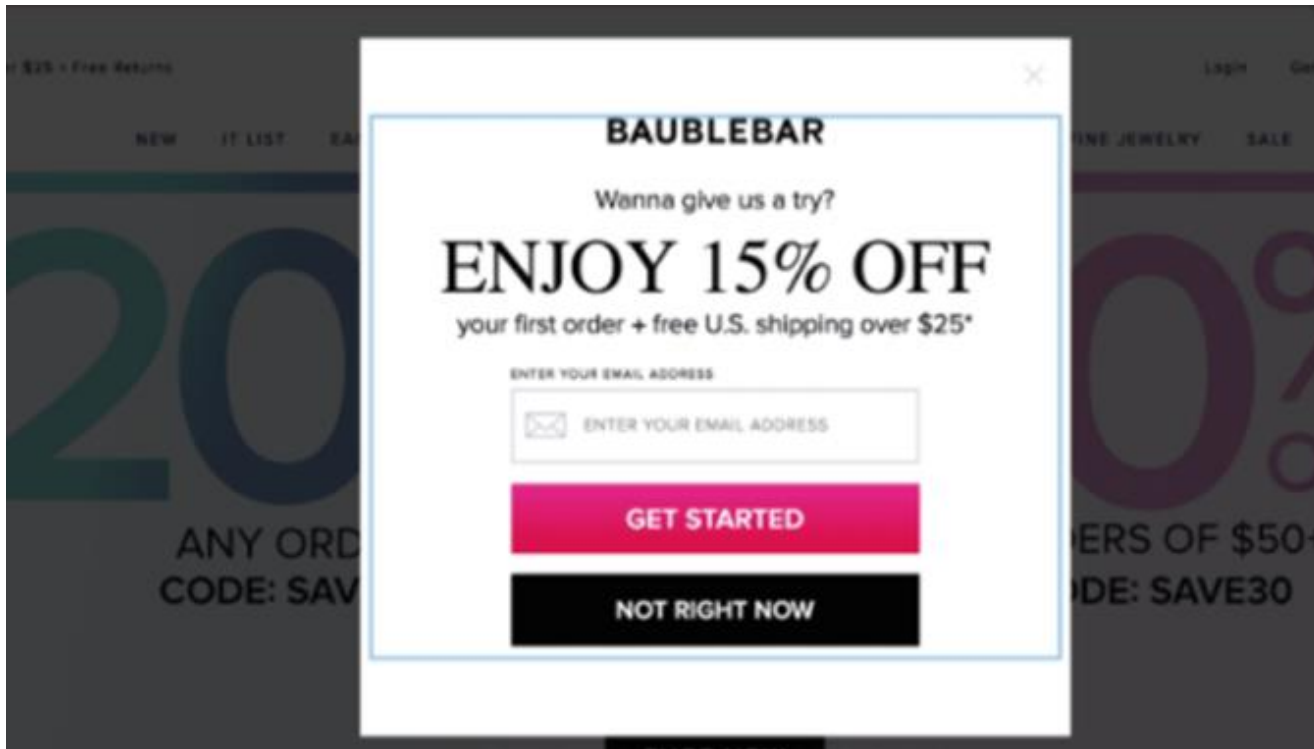 $25 + Free Returns
Login
NEW IT LIST
FINE JEWELRY SALE
BAUBLEBAR
Wanna give us a try?
ENJOY 15% OFF
your first order + free U.S. shipping over $25*
ENTER YOUR EMAIL ADDRESS
ENTER YOUR EMAIL ADDRESS
GET STARTED
NOT RIGHT NOW
20
0%
ANY ORD
ERS OF $50+
CODE: SAV
DE: SAVE30